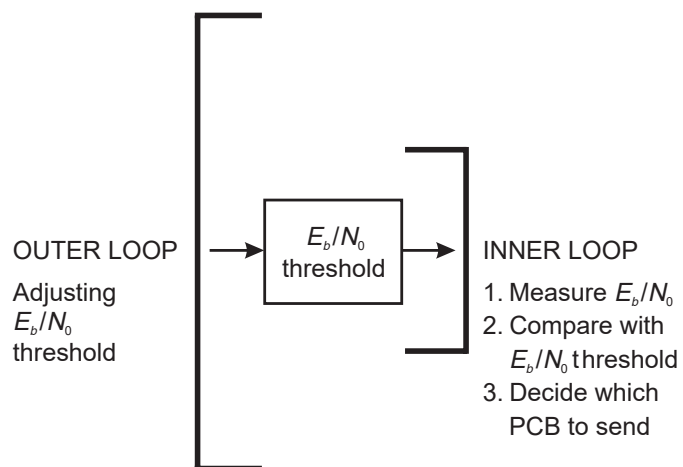 OUTER LOOP
Adjusting
E_b/N_0
threshold
E_b/N_0
threshold
INNER LOOP
1. Measure E_b/N_0
2. Compare with
E_b/N_0 threshold
3. Decide which
PCB to send